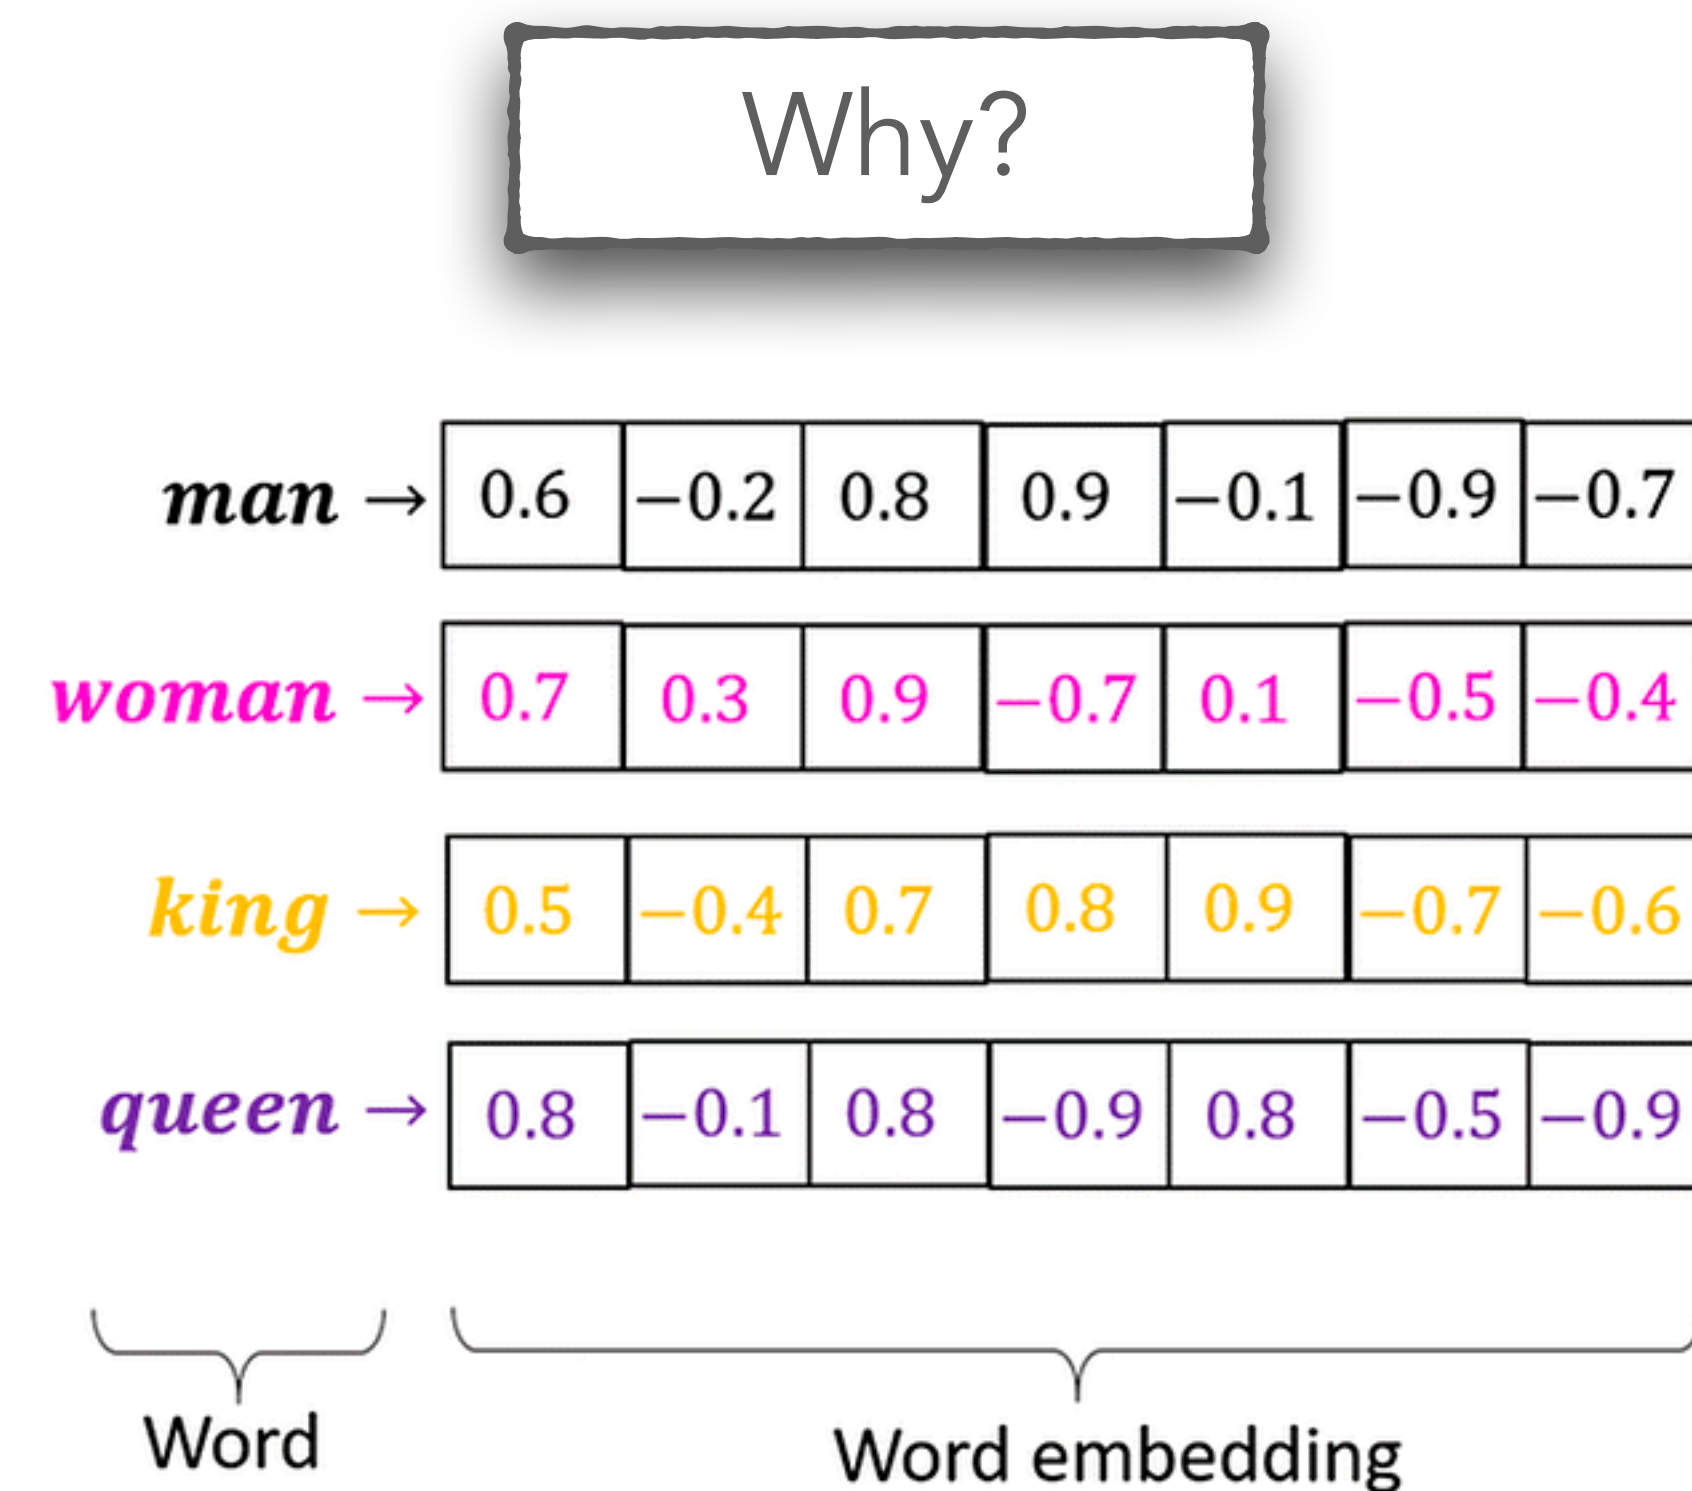 Why?
man → 0.6 −0.2 0.8 0.9 −0.1 −0.9 −0.7
woman → 0.7 0.3 0.9 −0.7 0.1 −0.5 −0.4
king → 0.5 −0.4 0.7 0.8 0.9 −0.7 −0.6
queen → 0.8 −0.1 0.8 −0.9 0.8 −0.5 −0.9
Word
Word embedding